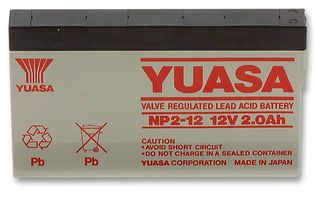 YUASA
YUASA
VALVE REGULATED LEAD ACID BATTERY
NP2-12 12V 2.0Ah
Pb
Pb
CAUTION
•AVOID SHORT CIRCUIT
•DO NOT CHARGE IN A SEALED CONTAINER
YUASA CORPORATION MADE IN JAPAN